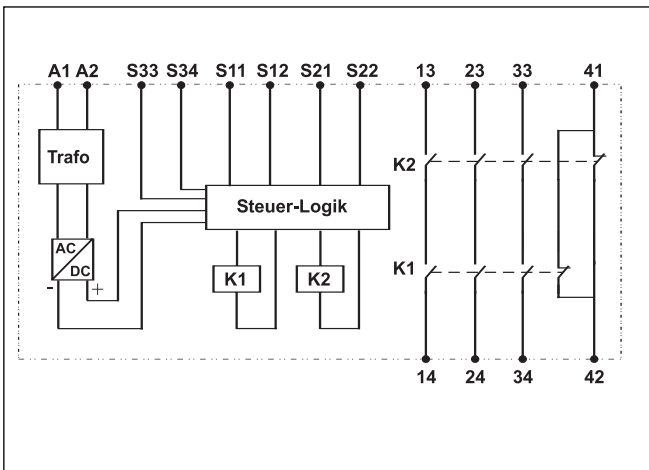 A1 A2 S33 S34 S11 S12 S21 S22 13 23 33 41
Trafo
K2
Steuer-Logik
AC
DC
K1 K2
K1
- +
14 24 34 42